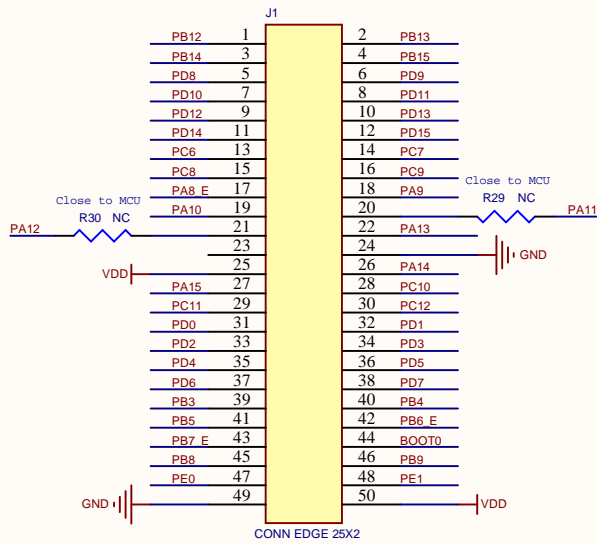 J1
PB12 1 2 PB13
PB14 3 4 PB15
PD8 5 6 PD9
PD10 7 8 PD11
PD12 9 10 PD13
PD14 11 12 PD15
PC6 13 14 PC7
PC8 15 16 PC9
Close to MCU Close to MCU
PA8_E 17 18 PA9
R30 NC PA10 19 20 R29 NC PA11
PA12 21 22 PA13
23 24 GND
VDD 25 26 PA14
PA15 27 28 PC10
PC11 29 30 PC12
PD0 31 32 PD1
PD2 33 34 PD3
PD4 35 36 PD5
PD6 37 38 PD7
PB3 39 40 PB4
PB5 41 42 PB6_E
PB7_E 43 44 BOOT0
PB8 45 46 PB9
PE0 47 48 PE1
GND 49 50 VDD
CONN EDGE 25X2